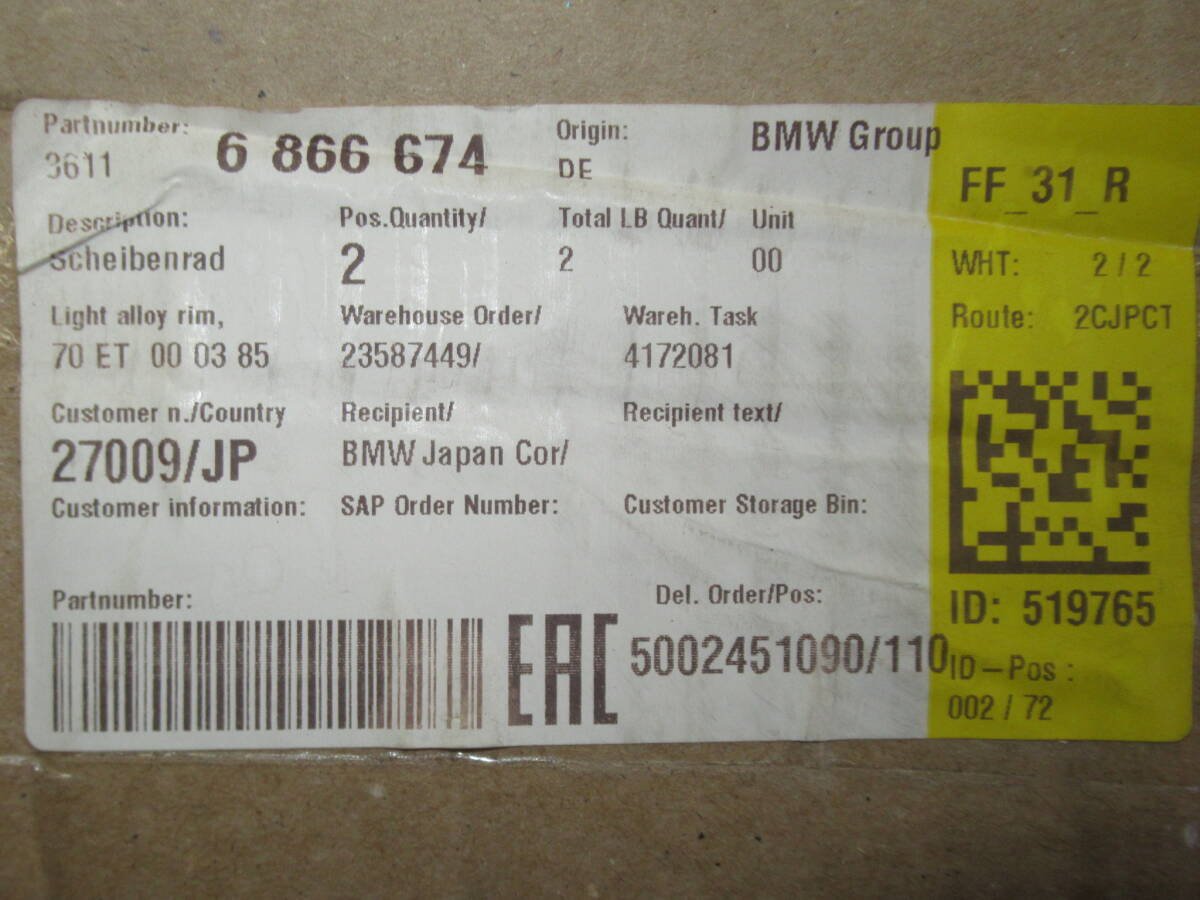 Partnumber:
3611 6 866 674
Origin:
DE
BMW Group
Description:
Scheibenrad
Pos.Quantity/
2
Total LB Quant/
2
Unit
00
Light alloy rim,
70 ET 00 03 85
Warehouse Order/
23587449/
Wareh. Task
4172081
Customer n./Country
27009/JP
Recipient/
BMW Japan Cor/
Recipient text/
Customer information:
SAP Order Number:
Customer Storage Bin:
Partnumber:
EAC
Del. Order/Pos:
5002451090/110
FF_31_R
WHT: 2/2
Route: 2CJPCT
ID: 519765
ID-Pos :
002 / 72